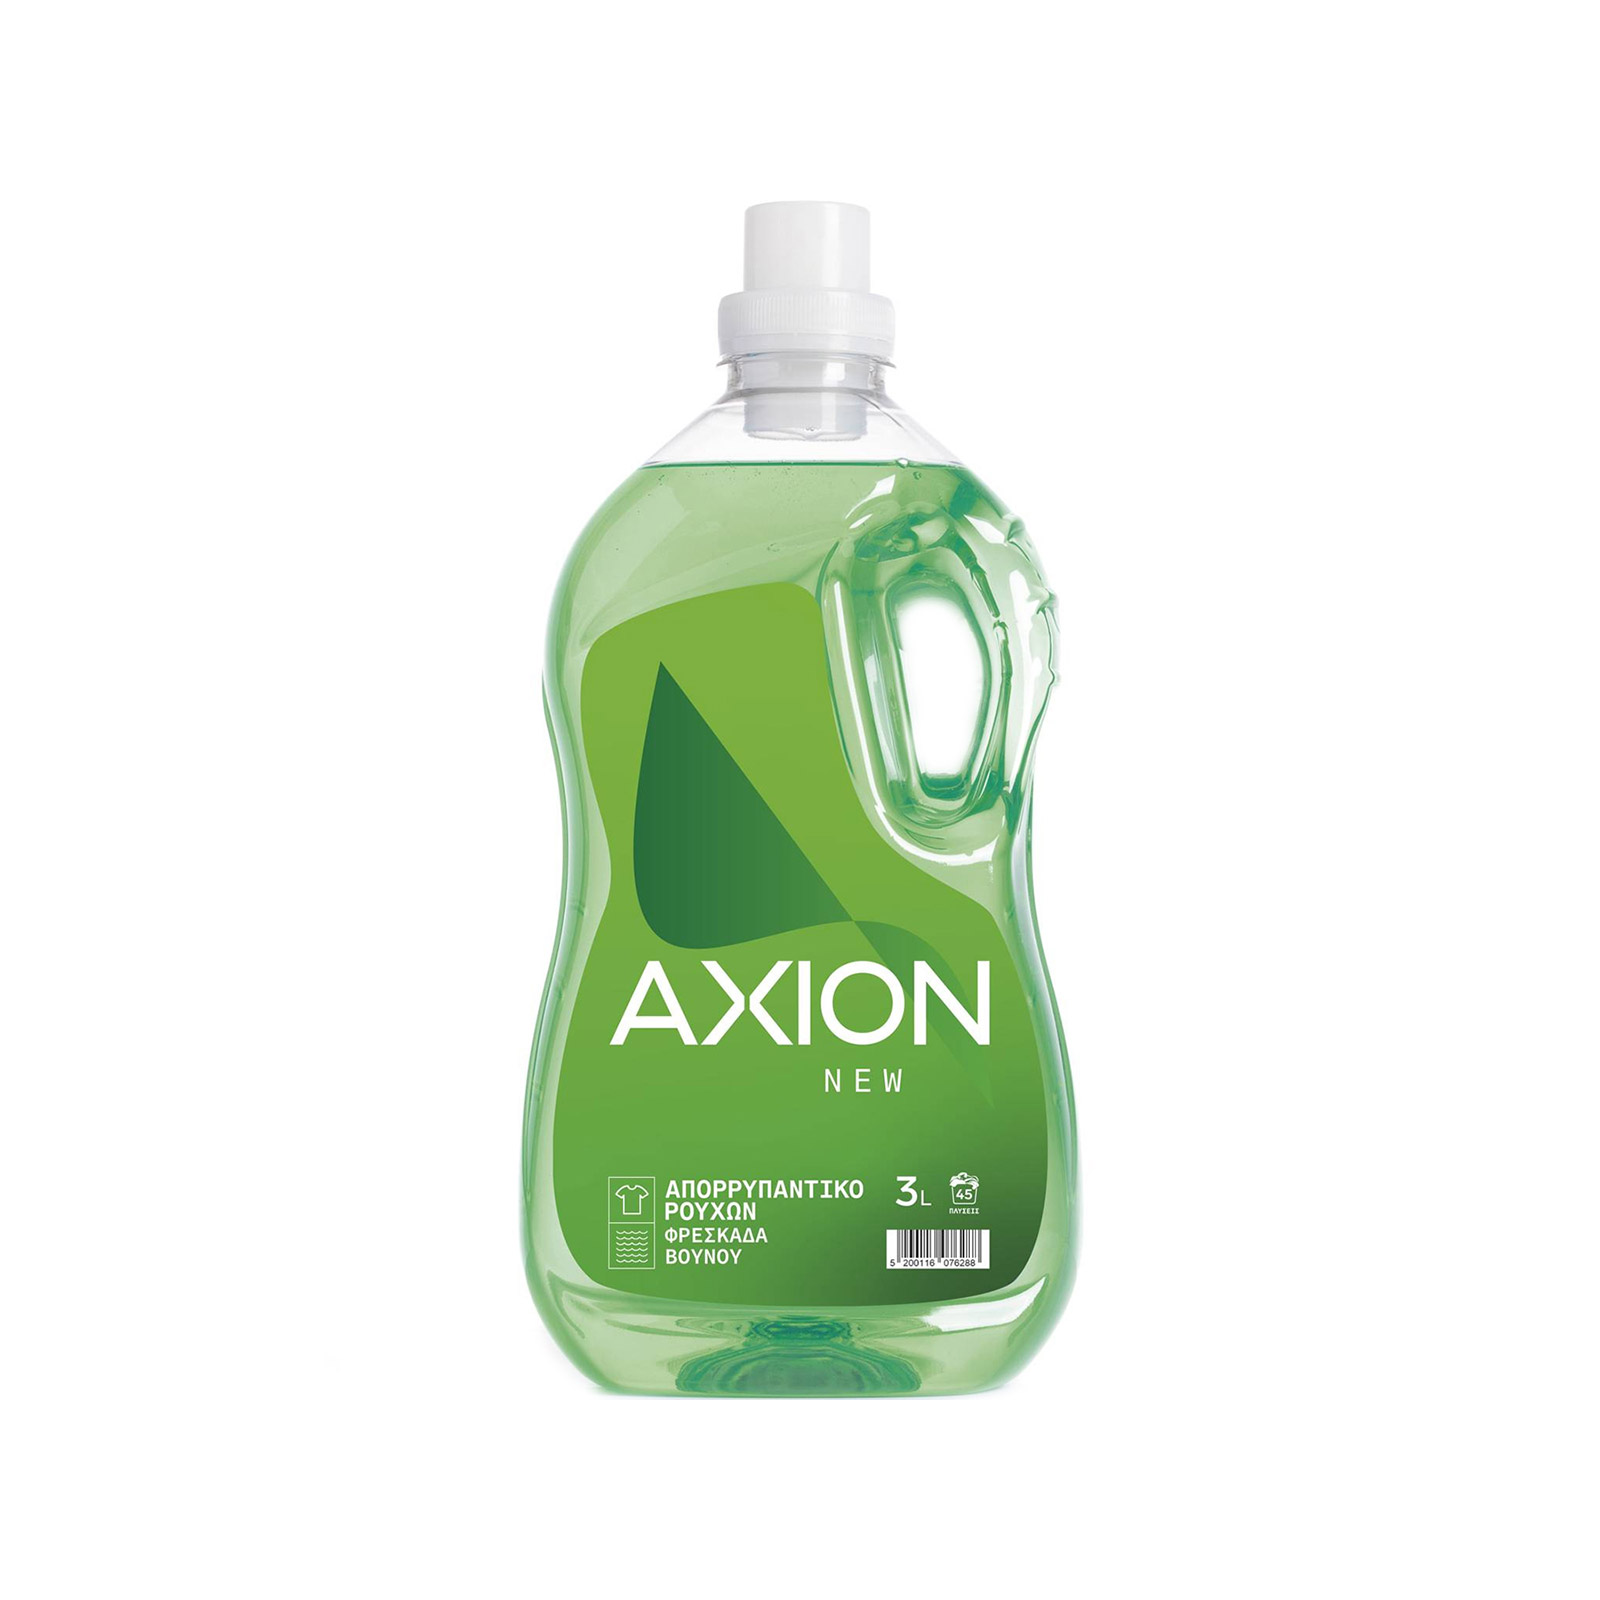 AXION
NEW
ΑΠΟΡΡΥΠΑΝΤΙΚΟ
ΡΟΥΧΩΝ
ΦΡΕΣΚΑΔΑ
ΒΟΥΝΟΥ
3L
45
ΠΛΥΣΕΙΣ
5 200116 076288